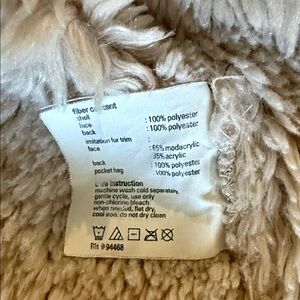 fiber content
shell : 100% polyester
face : 100% polyester
back
imitation fur trim :
face : 65% modacrylic
35% acrylic
back : 100% polyester
pocket bag : 100% polyester
care instruction
machine wash cold separately,
gentle cycle, use only
non-chlorine bleach
when needed, flat dry,
cool iron, do not dry clean
RN # 94468